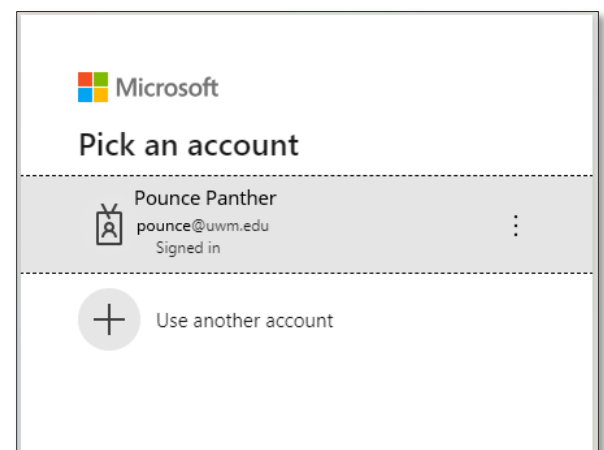 Microsoft
Pick an account
Pounce Panther
pounce@uwm.edu
Signed in
Use another account